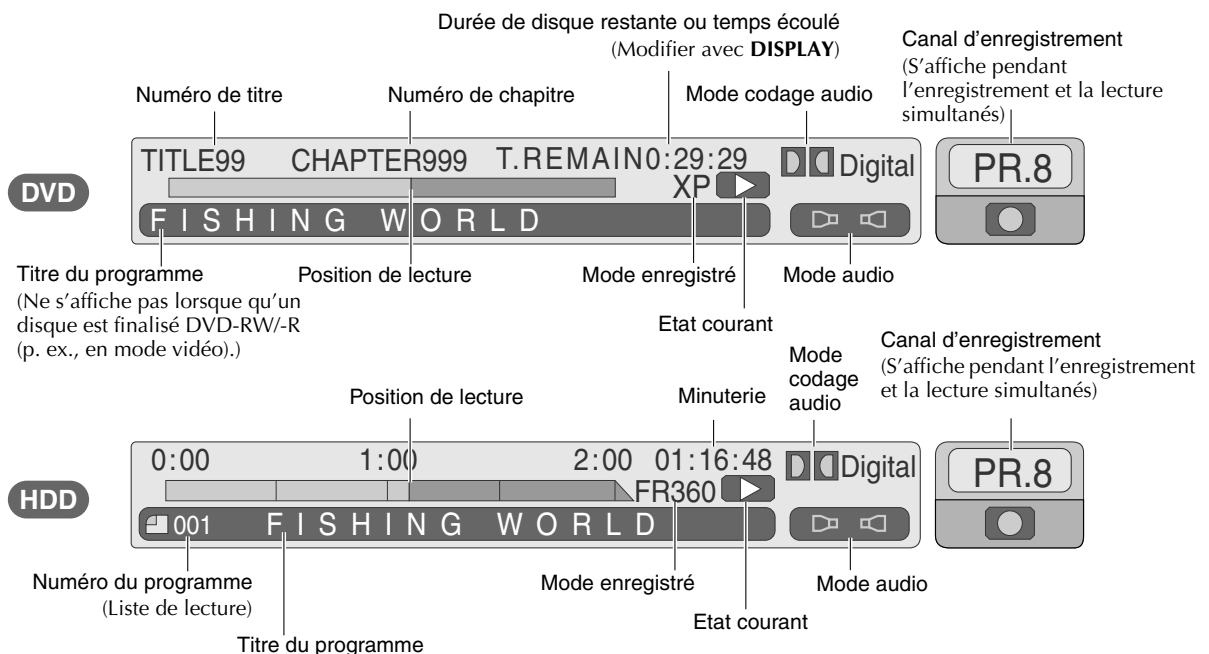 Durée de disque restante ou temps écoulé
(Modifier avec DISPLAY)
Canal d'enregistrement
(S'affiche pendant
l'enregistrement et la lecture
simultanés)
Numéro de titre
Numéro de chapitre
Mode codage audio
TITLE99 CHAPTER999 T.REMAIN0:29:29
Digital
PR.8
DVD
XP
FISHING WORLD
Titre du programme
(Ne s'affiche pas lorsque qu'un
disque est finalisé DVD-RW/-R
(p. ex., en mode vidéo).)
Position de lecture
Mode enregistré
Mode audio
Etat courant
Canal d'enregistrement
(S'affiche pendant l'enregistrement
et la lecture simultanés)
Mode
codage
audio
Position de lecture
Minuterie
0:00 1:00 2:00 01:16:48
Digital
PR.8
HDD
FR360
001 FISHING WORLD
Numéro du programme
(Liste de lecture)
Mode enregistré
Mode audio
Etat courant
Titre du programme